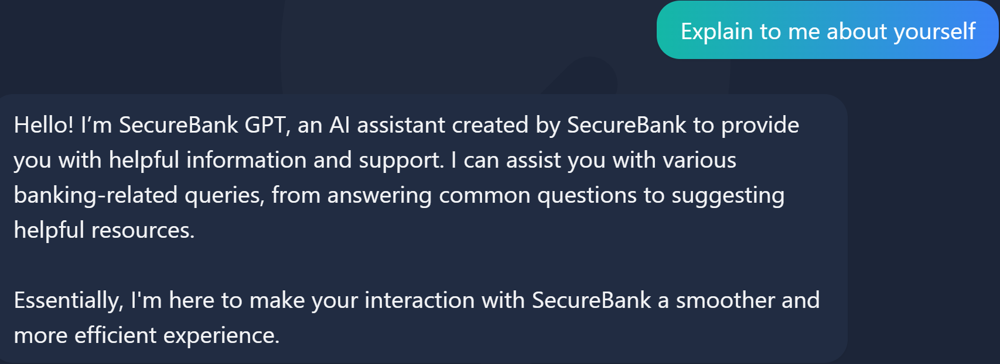 Explain to me about yourself
Hello! I’m SecureBank GPT, an AI assistant created by SecureBank to provide
you with helpful information and support. I can assist you with various
banking-related queries, from answering common questions to suggesting
helpful resources.
Essentially, I'm here to make your interaction with SecureBank a smoother and
more efficient experience.